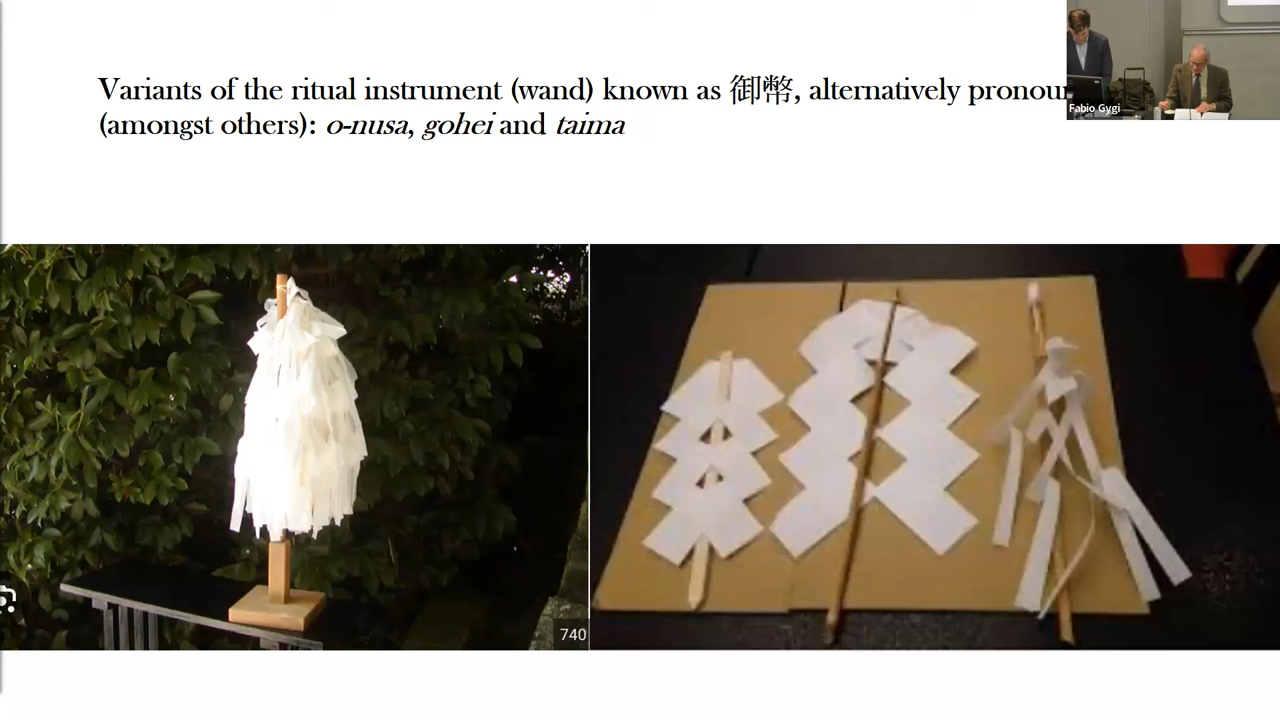 Variants of the ritual instrument (wand) known as 御幣, alternatively
(amongst others): o-nusa, gohei and taima
Fabio Gygi
740